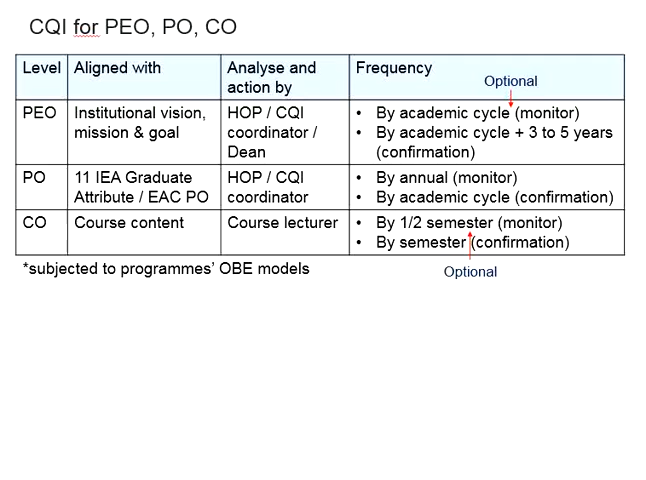 CQI for PEO, PO, CO
Level Aligned with Analyse and action by Frequency
Optional
PEO Institutional vision, mission & goal HOP / CQI coordinator / Dean • By academic cycle (monitor)
• By academic cycle + 3 to 5 years (confirmation)
PO 11 IEA Graduate Attribute / EAC PO HOP / CQI coordinator • By annual (monitor)
• By academic cycle (confirmation)
CO Course content Course lecturer • By 1/2 semester (monitor)
• By semester (confirmation)
*subjected to programmes' OBE models
Optional